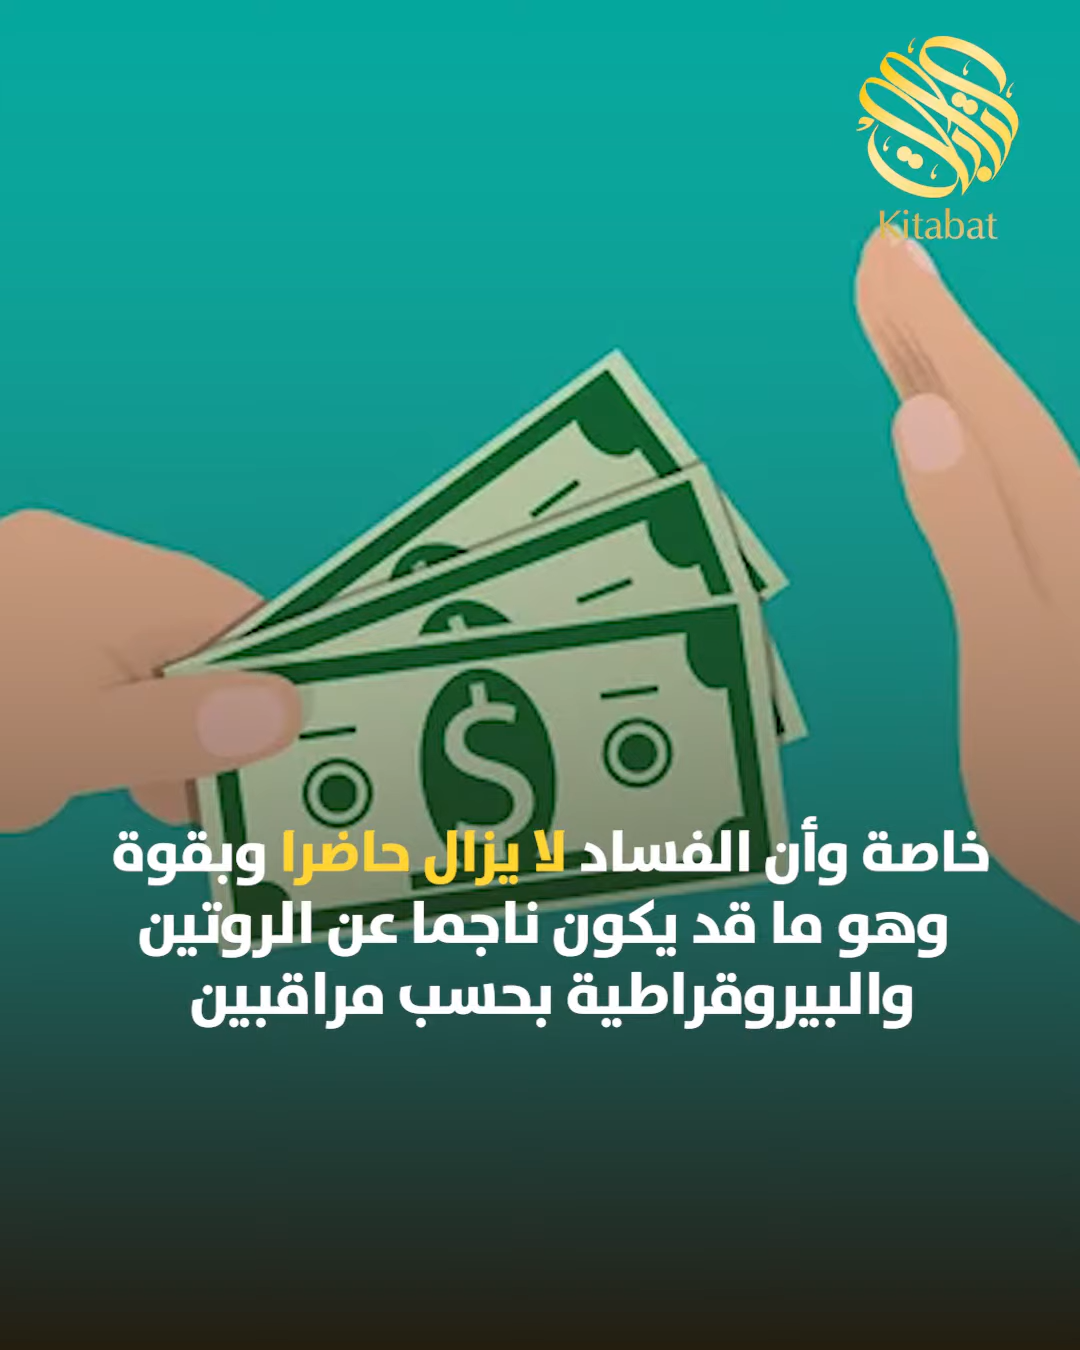 Kitabat
خاصة وأن الفساد لا يزال حاضرا وبقوة
وهو ما قد يكون ناجما عن الروتين
والبيروقراطية بحسب مراقبين